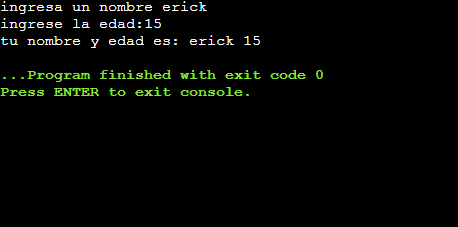 ingresa un nombre erick
ingrese la edad:15
tu nombre y edad es: erick 15
...Program finished with exit code 0
Press ENTER to exit console.